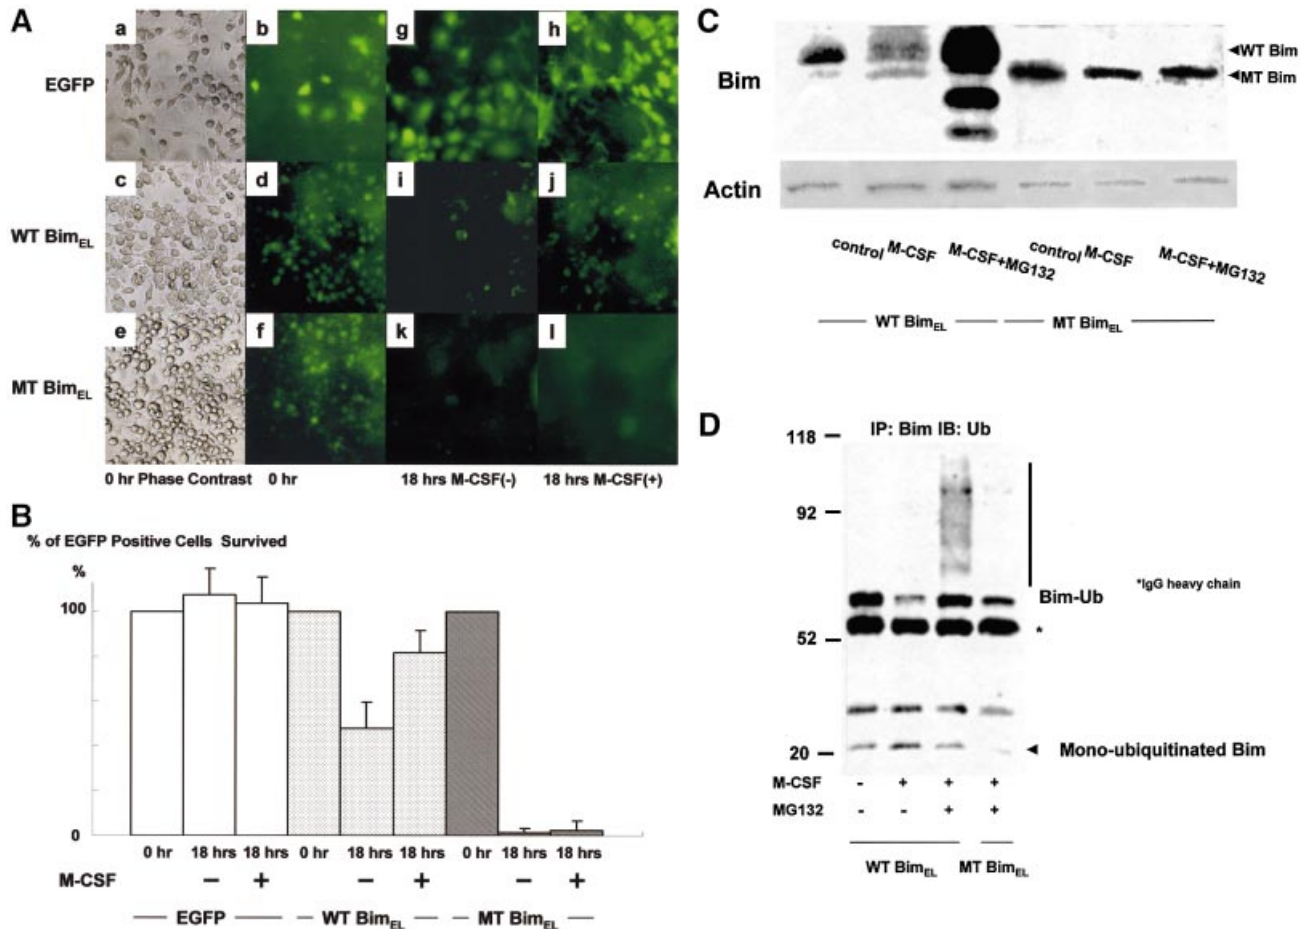 A
a
b
g
h
EGFP
c
d
i
j
WT BimEL
e
f
k
l
MT BimEL
0 hr Phase Contrast 0 hr 18 hrs M-CSF(-) 18 hrs M-CSF(+)
B
% of EGFP Positive Cells Survived
%
100
0
0 hr 18 hrs 18 hrs 0 hr 18 hrs 18 hrs 0 hr 18 hrs 18 hrs
M-CSF − + − + − +
EGFP WT BimEL MT BimEL
C
Bim
WT Bim
MT Bim
Actin
control M-CSF M-CSF+MG132 control M-CSF M-CSF+MG132
WT BimEL MT BimEL
D
IP: Bim IB: Ub
118
92
*IgG heavy chain
Bim-Ub
*
52
20
Mono-ubiquitinated Bim
M-CSF - + + +
MG132 - - + +
WT BimEL MT BimEL